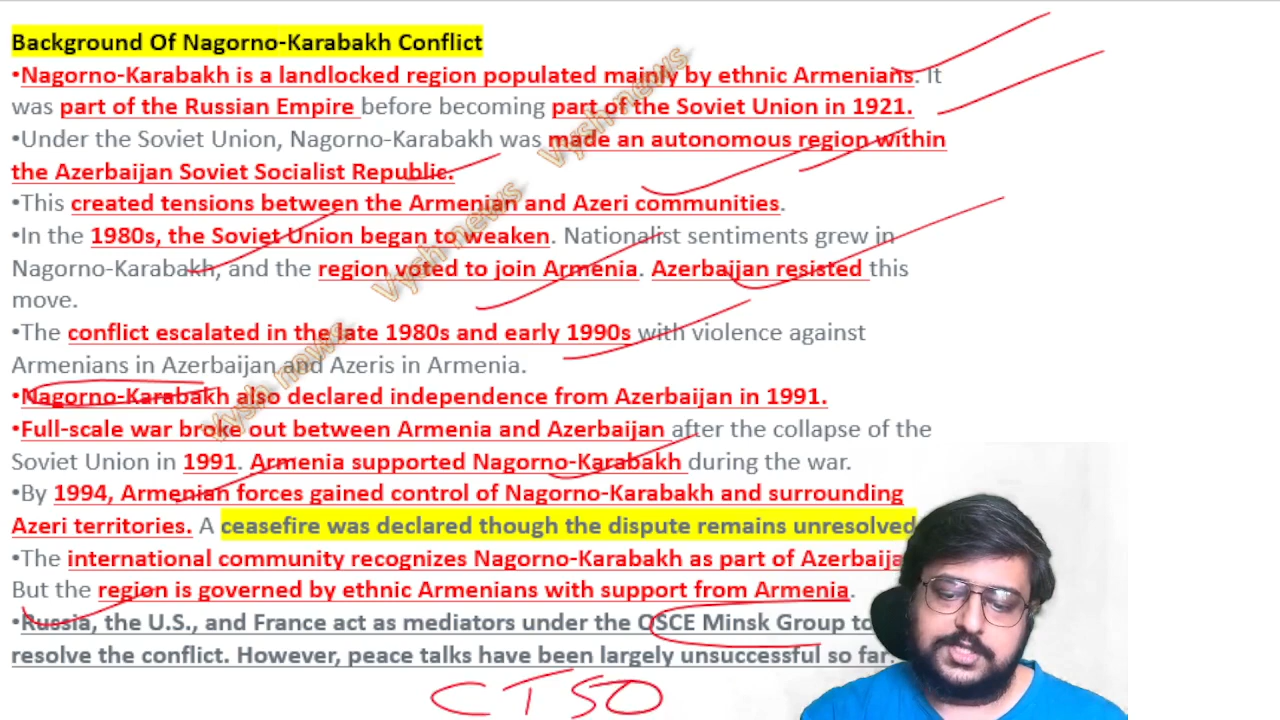 Background Of Nagorno-Karabakh Conflict
•Nagorno-Karabakh is a landlocked region populated mainly by ethnic Armenians. It
was part of the Russian Empire before becoming part of the Soviet Union in 1921.
•Under the Soviet Union, Nagorno-Karabakh was made an autonomous region within
the Azerbaijan Soviet Socialist Republic.
•This created tensions between the Armenian and Azeri communities.
•In the 1980s, the Soviet Union began to weaken. Nationalist sentiments grew in
Nagorno-Karabakh, and the region voted to join Armenia. Azerbaijan resisted this
move.
•The conflict escalated in the late 1980s and early 1990s with violence against
Armenians in Azerbaijan and Azeris in Armenia.
•Nagorno-Karabakh also declared independence from Azerbaijan in 1991.
•Full-scale war broke out between Armenia and Azerbaijan after the collapse of the
Soviet Union in 1991. Armenia supported Nagorno-Karabakh during the war.
•By 1994, Armenian forces gained control of Nagorno-Karabakh and surrounding
Azeri territories. A ceasefire was declared though the dispute remains unresolved
•The international community recognizes Nagorno-Karabakh as part of Azerbaija
But the region is governed by ethnic Armenians with support from Armenia.
•Russia, the U.S., and France act as mediators under the OSCE Minsk Group to
resolve the conflict. However, peace talks have been largely unsuccessful so far.
CTSO
Vysh news
Vysh news
Vysh news